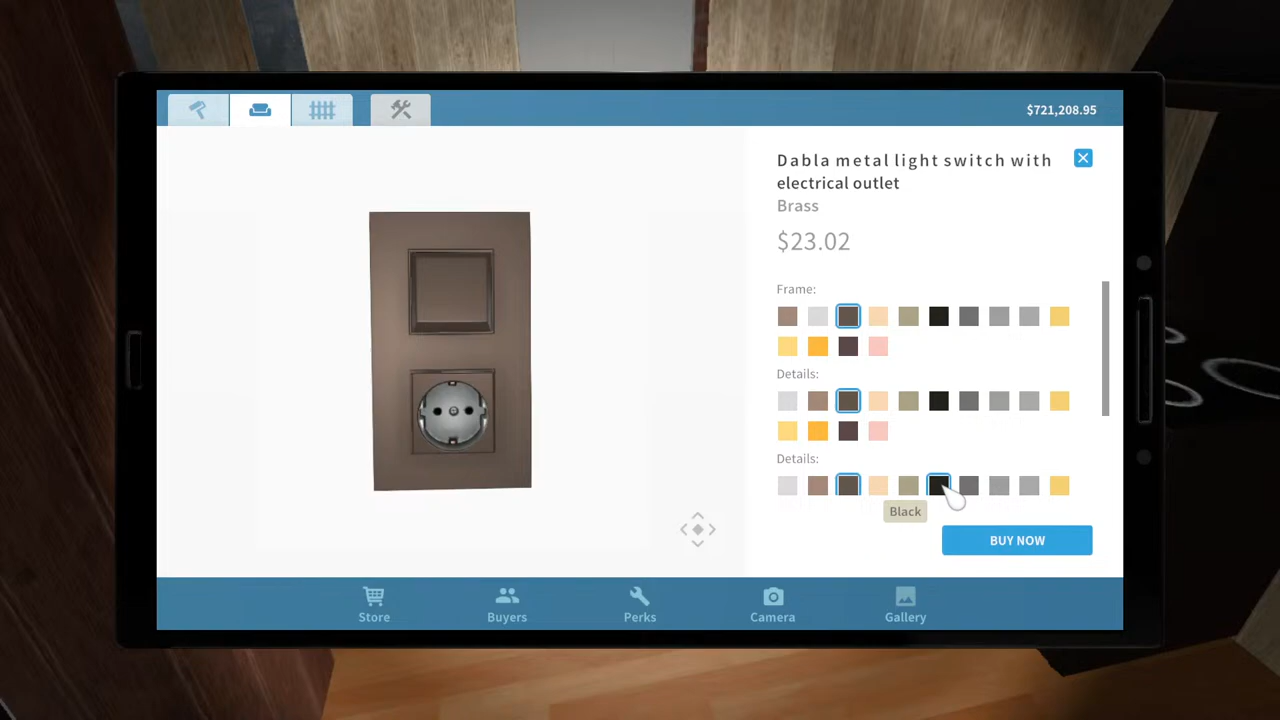 $721,208.95
Dabla metal light switch with
electrical outlet
Brass
$23.02
Frame:
Details:
Details:
Black
BUY NOW
Store
Buyers
Perks
Camera
Gallery